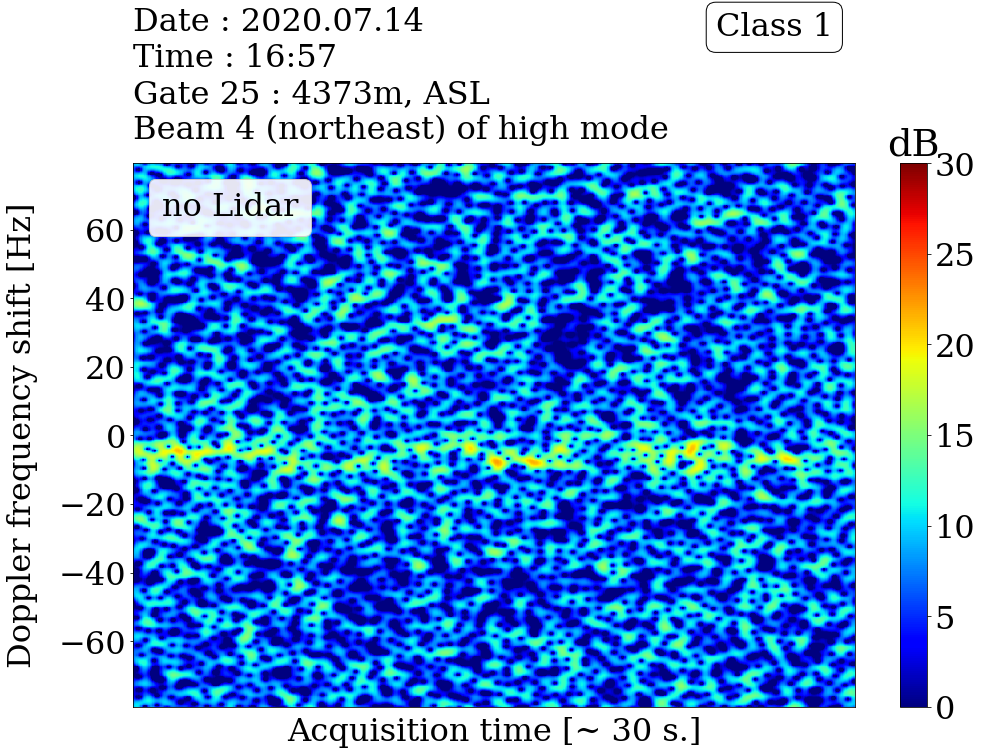 Date : 2020.07.14
Time : 16:57
Gate 25 : 4373m, ASL
Beam 4 (northeast) of high mode
Class 1
dB
no Lidar
Doppler frequency shift [Hz]
60
40
20
0
−20
−40
−60
30
25
20
15
10
5
0
Acquisition time [~ 30 s.]